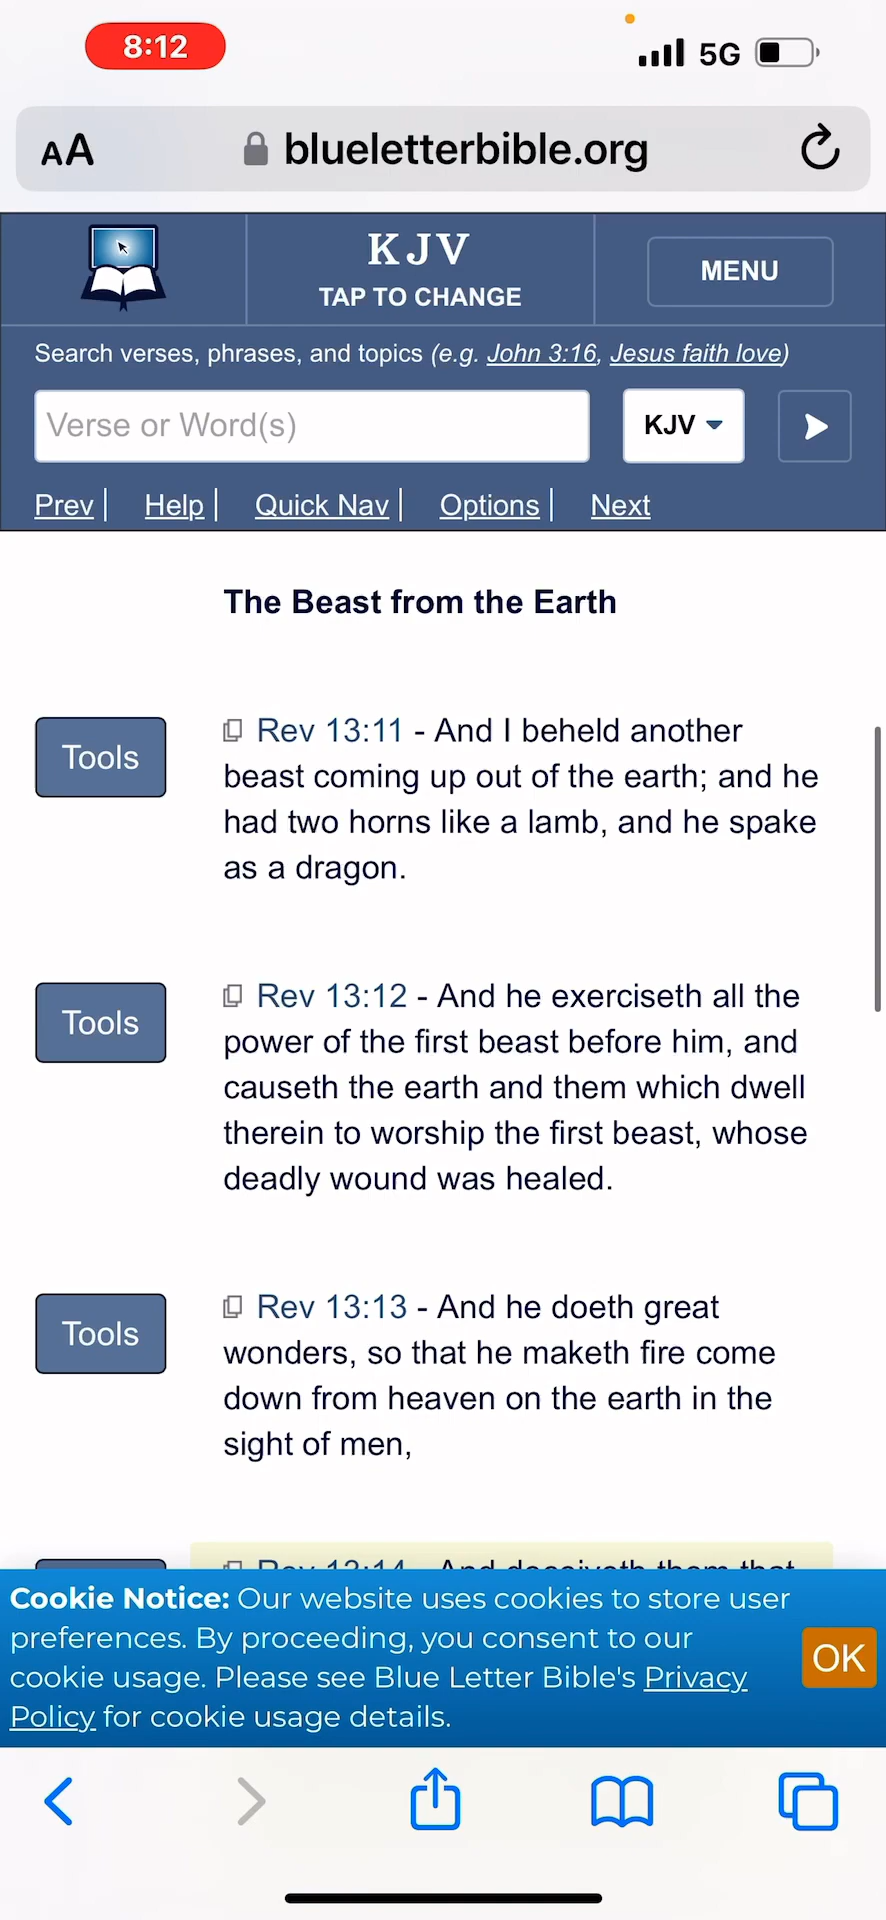 8:12
5G
AA
blueletterbible.org
KJV
TAP TO CHANGE
MENU
Search verses, phrases, and topics (e.g. John 3:16, Jesus faith love)
Verse or Word(s)
KJV
Prev | Help | Quick Nav | Options | Next
The Beast from the Earth
Tools
Rev 13:11 - And I beheld another
beast coming up out of the earth; and he
had two horns like a lamb, and he spake
as a dragon.
Tools
Rev 13:12 - And he exerciseth all the
power of the first beast before him, and
causeth the earth and them which dwell
therein to worship the first beast, whose
deadly wound was healed.
Tools
Rev 13:13 - And he doeth great
wonders, so that he maketh fire come
down from heaven on the earth in the
sight of men,
Rev 13:14 - And deceiveth them that
Cookie Notice: Our website uses cookies to store user
preferences. By proceeding, you consent to our
cookie usage. Please see Blue Letter Bible's Privacy
Policy for cookie usage details.
OK